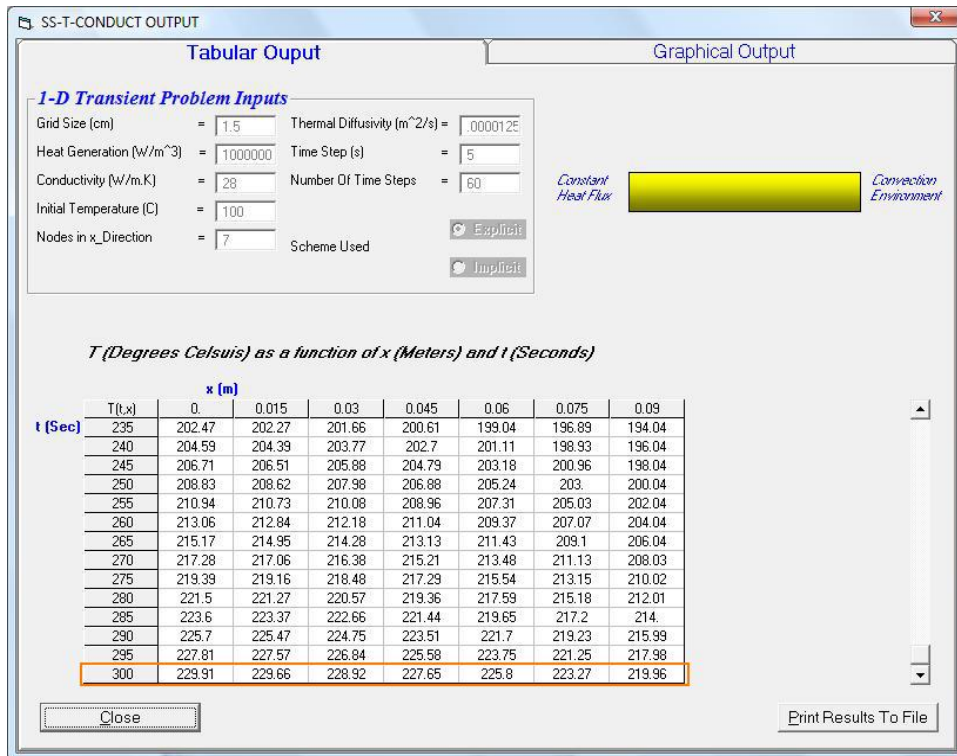 SS-T-CONDUCT OUTPUT
Tabular Ouput
Graphical Output
1-D Transient Problem Inputs
Grid Size (cm) = 1.5 Thermal Diffusivity (m^2/s) = .0000125
Heat Generation (W/m^3) = 1000000 Time Step (s) = 5
Conductivity (W/m.K) = 28 Number Of Time Steps = 60
Initial Temperature (C) = 100
Nodes in x_Direction = 7 Scheme Used
Explicit
Implicit
Constant
Heat Flux
Convection
Environment
T (Degrees Celsuis) as a function of x (Meters) and t (Seconds)
x (m)
T(t,x) 0. 0.015 0.03 0.045 0.06 0.075 0.09
t (Sec) 235 202.47 202.27 201.66 200.61 199.04 196.89 194.04
240 204.59 204.39 203.77 202.7 201.11 198.93 196.04
245 206.71 206.51 205.88 204.79 203.18 200.96 198.04
250 208.83 208.62 207.98 206.88 205.24 203. 200.04
255 210.94 210.73 210.08 208.96 207.31 205.03 202.04
260 213.06 212.84 212.18 211.04 209.37 207.07 204.04
265 215.17 214.95 214.28 213.13 211.43 209.1 206.04
270 217.28 217.06 216.38 215.21 213.48 211.13 208.03
275 219.39 219.16 218.48 217.29 215.54 213.15 210.02
280 221.5 221.27 220.57 219.36 217.59 215.18 212.01
285 223.6 223.37 222.66 221.44 219.65 217.2 214.
290 225.7 225.47 224.75 223.51 221.7 219.23 215.99
295 227.81 227.57 226.84 225.58 223.75 221.25 217.98
300 229.91 229.66 228.92 227.65 225.8 223.27 219.96
Close
Print Results To File